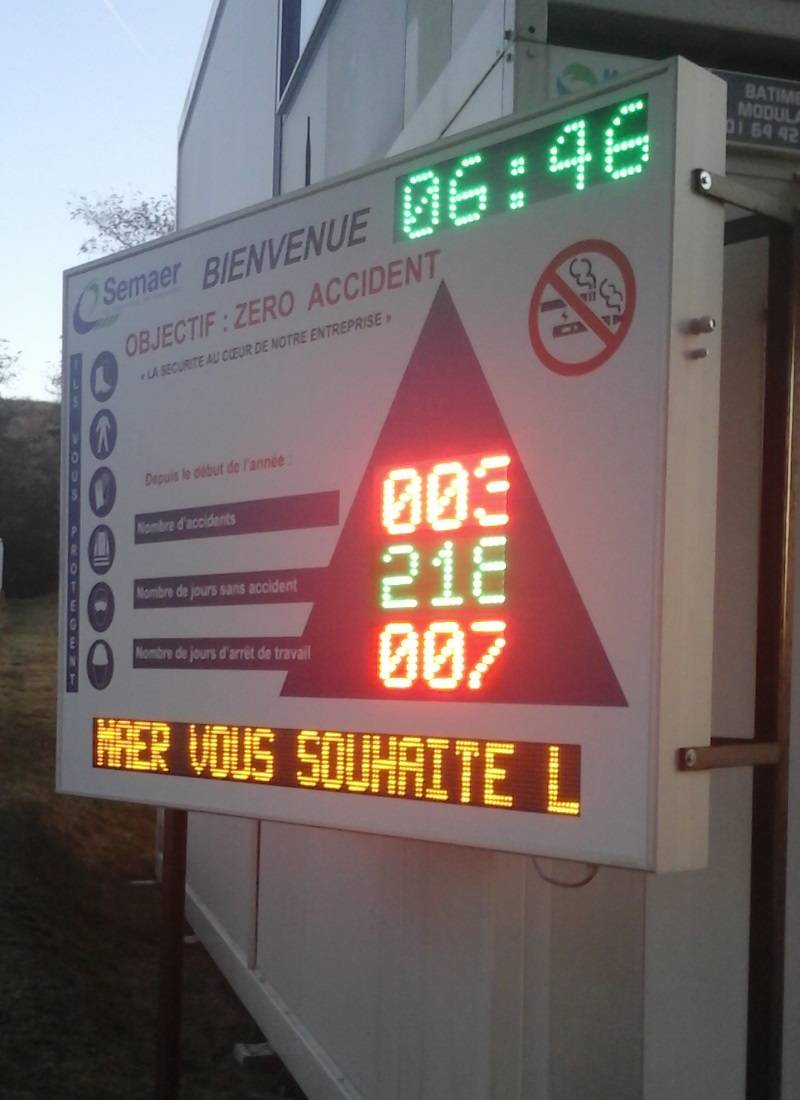 BATIME
MODULA
01 64 42
06:46
Semaer
BIENVENUE
OBJECTIF : ZERO ACCIDENT
« LA SECURITE AU CŒUR DE NOTRE ENTREPRISE »
ILS VOUS PROTEGENT
Depuis le début de l'année :
Nombre d'accidents 003
Nombre de jours sans accident 218
Nombre de jours d'arrêt de travail 007
MAER VOUS SOUHAITE L